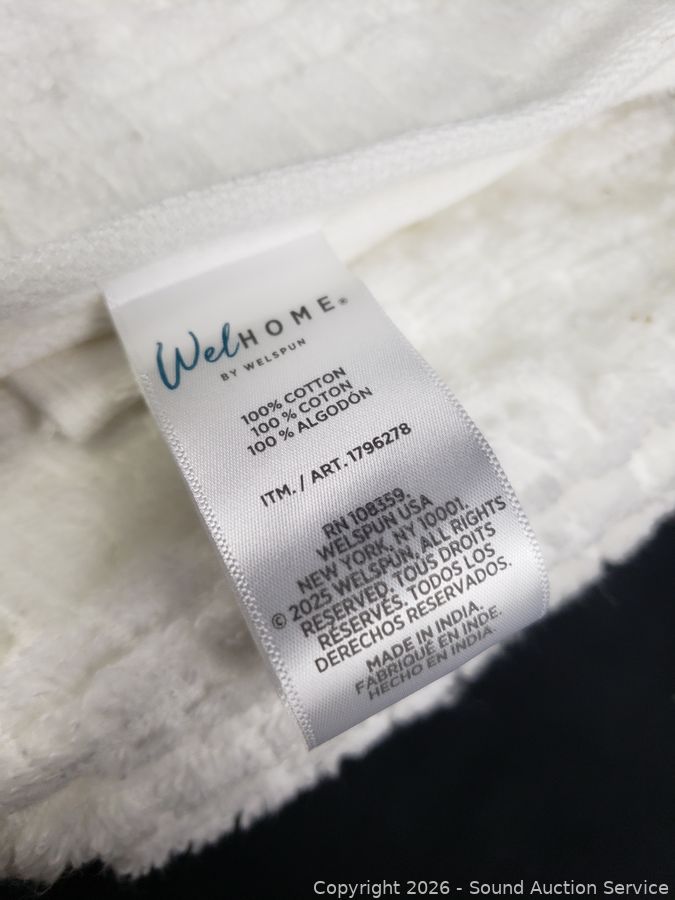 WelHOME®
BY WELSPUN
100% COTTON
100 % COTON
100 % ALGODÓN
ITM. / ART. 1796278
RN 108359.
WELSPUN USA
NEW YORK, NY 10001.
© 2025 WELSPUN. ALL RIGHTS
RESERVED. TOUS DROITS
RÉSERVÉS. TODOS LOS
DERECHOS RESERVADOS.
MADE IN INDIA.
FABRIQUÉ EN INDE.
HECHO EN INDIA.
Copyright 2026 - Sound Auction Service